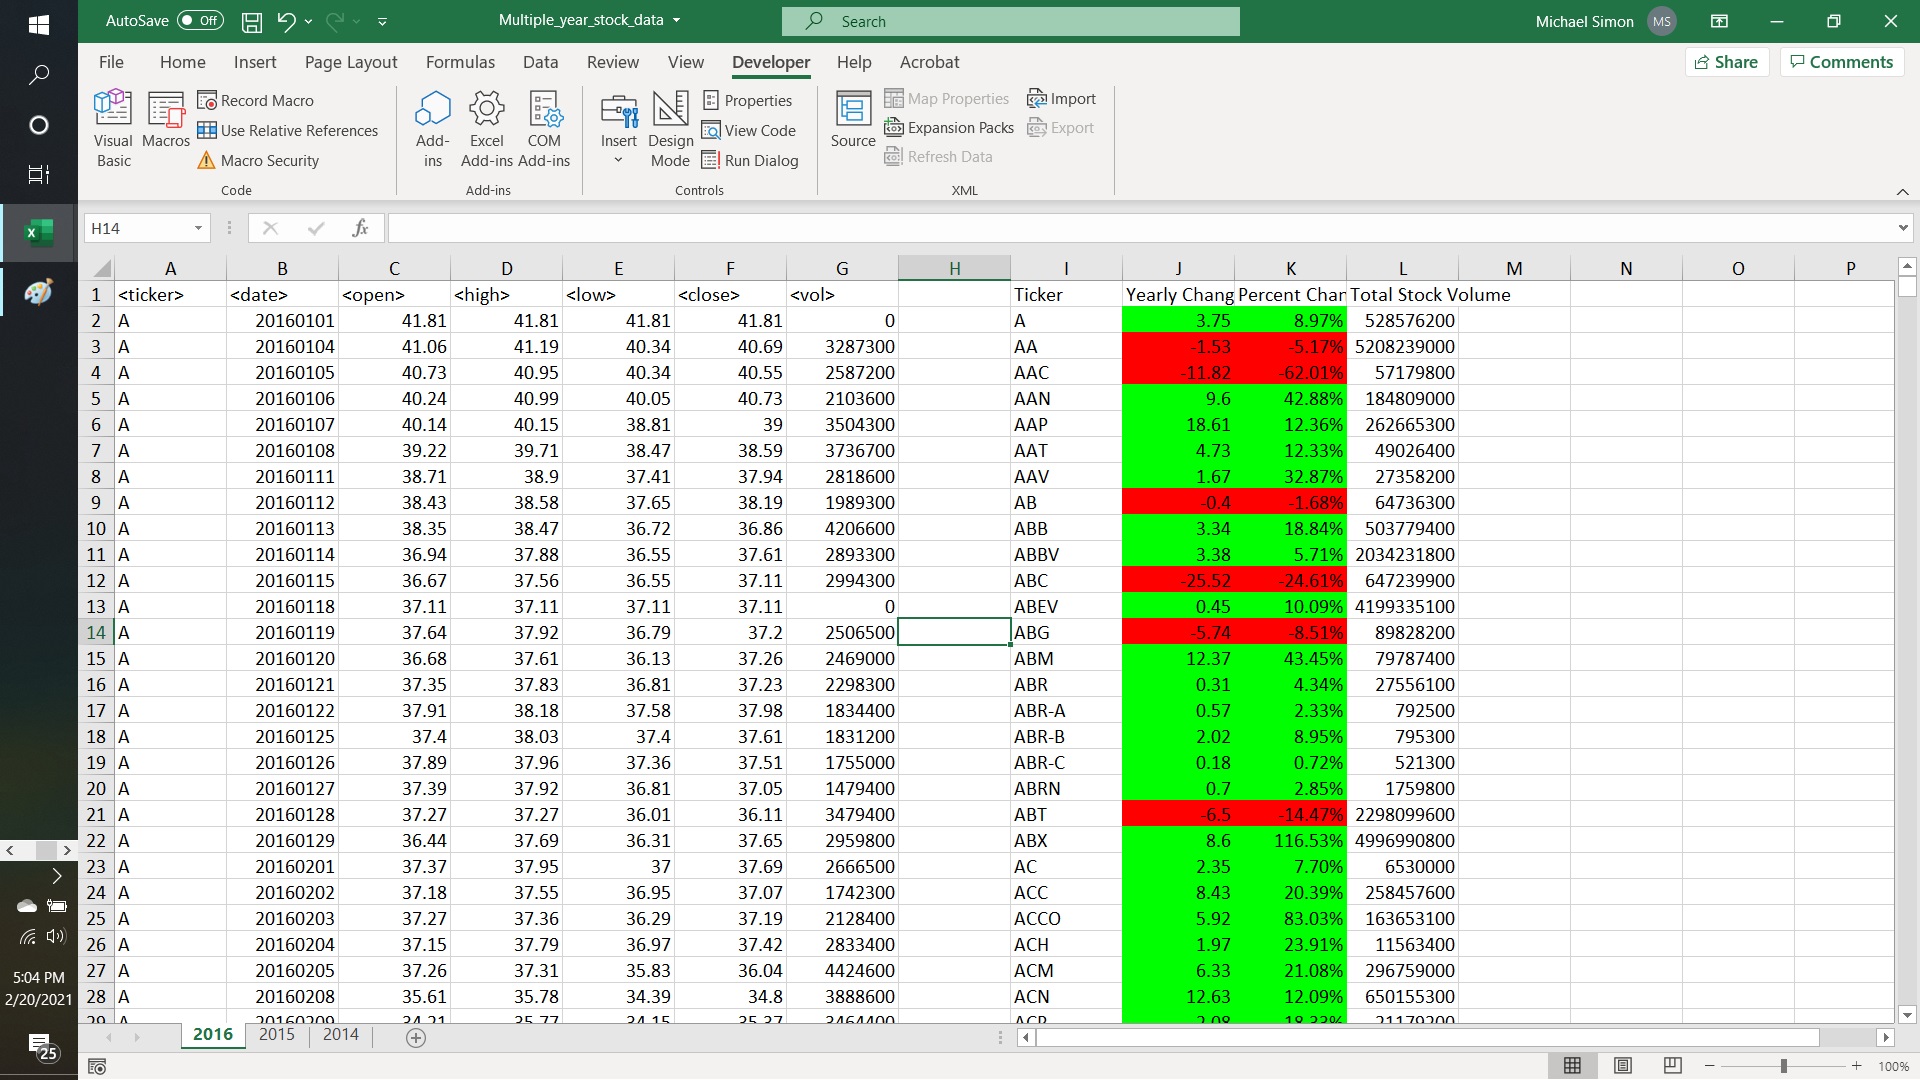 AutoSave Off Multiple_year_stock_data Search Michael Simon MS
File Home Insert Page Layout Formulas Data Review View Developer Help Acrobat Share Comments
Visual Basic
Macros
Record Macro
Use Relative References
Macro Security
Code
Add-ins
Excel Add-ins
COM Add-ins
Add-ins
Insert
Design Mode
Properties
View Code
Run Dialog
Controls
Source
Map Properties
Expansion Packs
Refresh Data
Import
Export
XML
H14 fx
A B C D E F G H I J K L M N O P
1 <ticker> <date> <open> <high> <low> <close> <vol> Ticker Yearly Chang Percent Char Total Stock Volume
2 A 20160101 41.81 41.81 41.81 41.81 0 A 3.75 8.97% 528576200
3 A 20160104 41.06 41.19 40.34 40.69 3287300 AA -1.53 -5.17% 5208239000
4 A 20160105 40.73 40.95 40.34 40.55 2587200 AAC -11.82 -62.01% 57179800
5 A 20160106 40.24 40.99 40.05 40.73 2103600 AAN 9.6 42.88% 184809000
6 A 20160107 40.14 40.15 38.81 39 3504300 AAP 18.61 12.36% 262665300
7 A 20160108 39.22 39.71 38.47 38.59 3736700 AAT 4.73 12.33% 49026400
8 A 20160111 38.71 38.9 37.41 37.94 2818600 AAV 1.67 32.87% 27358200
9 A 20160112 38.43 38.58 37.65 38.19 1989300 AB -0.4 -1.68% 64736300
10 A 20160113 38.35 38.47 36.72 36.86 4206600 ABB 3.34 18.84% 503779400
11 A 20160114 36.94 37.88 36.55 37.61 2893300 ABBV 3.38 5.71% 2034231800
12 A 20160115 36.67 37.56 36.55 37.11 2994300 ABC -25.52 -24.61% 647239900
13 A 20160118 37.11 37.11 37.11 37.11 0 ABEV 0.45 10.09% 4199335100
14 A 20160119 37.64 37.92 36.79 37.2 2506500 ABG -5.74 -8.51% 89828200
15 A 20160120 36.68 37.61 36.13 37.26 2469000 ABM 12.37 43.45% 79787400
16 A 20160121 37.35 37.83 36.81 37.23 2298300 ABR 0.31 4.34% 27556100
17 A 20160122 37.91 38.18 37.58 37.98 1834400 ABR-A 0.57 2.33% 792500
18 A 20160125 37.4 38.03 37.4 37.61 1831200 ABR-B 2.02 8.95% 795300
19 A 20160126 37.89 37.96 37.36 37.51 1755000 ABR-C 0.18 0.72% 521300
20 A 20160127 37.39 37.92 36.81 37.05 1479400 ABRN 0.7 2.85% 1759800
21 A 20160128 37.27 37.27 36.01 36.11 3479400 ABT -6.5 -14.47% 2298099600
22 A 20160129 36.44 37.69 36.31 37.65 2959800 ABX 8.6 116.53% 4996990800
23 A 20160201 37.37 37.95 37 37.69 2666500 AC 2.35 7.70% 6530000
24 A 20160202 37.18 37.55 36.95 37.07 1742300 ACC 8.43 20.39% 258457600
25 A 20160203 37.27 37.36 36.29 37.19 2128400 ACCO 5.92 83.03% 163653100
26 A 20160204 37.15 37.79 36.97 37.42 2833400 ACH 1.97 23.91% 11563400
27 A 20160205 37.26 37.31 35.83 36.04 4424600 ACM 6.33 21.08% 296759000
28 A 20160208 35.61 35.78 34.39 34.8 3888600 ACN 12.63 12.09% 650155300
29 A 20160209 34.21 35.77 34.15 35.37 3464400 ACP 2.08 18.33% 21179200
2016 2015 2014
100%
5:04 PM
2/20/2021
25